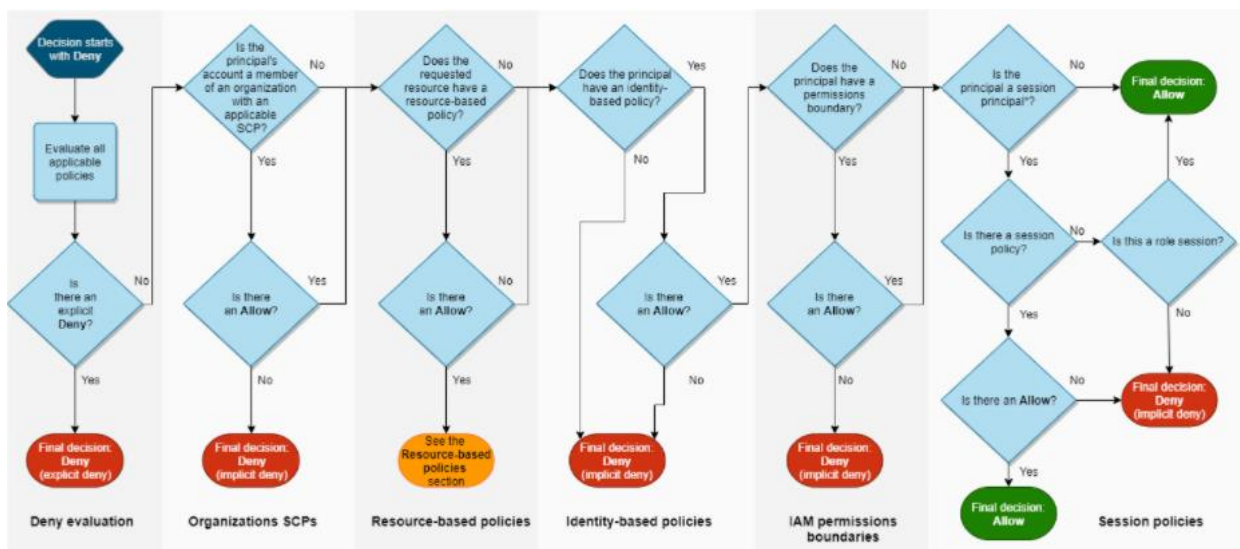 Decision starts
with Deny
Evaluate all
applicable
policies
Is
there an
explicit
Deny?
No
Yes
Final decision:
Deny
(explicit deny)
Deny evaluation
Is the
principal's
account a member
of an organization
with an
applicable
SCP?
No
Yes
Is there
an Allow?
Yes
No
Final decision:
Deny
(implicit deny)
Organizations SCPs
Does the
requested
resource have a
resource-based
policy?
No
Yes
Is there
an Allow?
No
Yes
See the
Resource-based
policies
section
Resource-based policies
Does the principal
have an identity-
based policy?
Yes
No
Is there
an Allow?
Yes
No
Final decision:
Deny
(implicit deny)
Identity-based policies
Does the
principal have a
permissions
boundary?
No
Yes
Is there
an Allow?
Yes
No
Final decision:
Deny
(implicit deny)
IAM permissions
boundaries
Is the
principal a session
principal*?
No
Final decision:
Allow
Yes
Yes
Is there a session
policy?
No
Is this a role session?
Yes
No
Is there an Allow?
No
Final decision:
Deny
(implicit deny)
Yes
Final decision:
Allow
Session policies